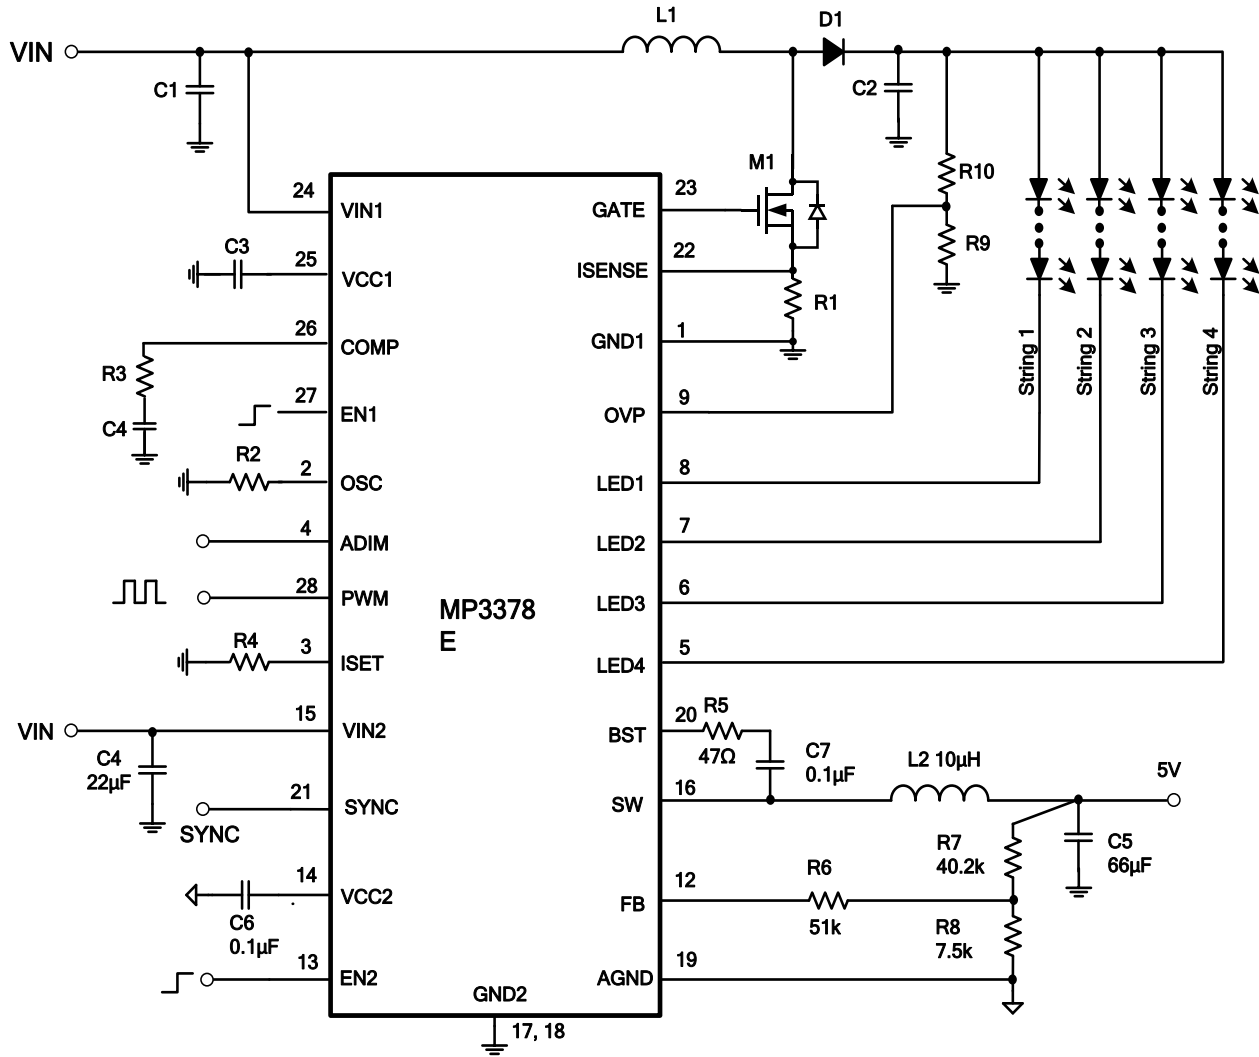 L1
D1
VIN
C1
C2
M1
R10
24
VIN1
GATE
23
R9
C3
25
VCC1
ISENSE
22
R1
26
COMP
GND1
1
R3
String 1
String 2
String 3
String 4
27
EN1
OVP
9
C4
R2
2
OSC
LED1
8
4
ADIM
LED2
7
28
PWM
MP3378
E
LED3
6
R4
3
ISET
LED4
5
VIN
15
VIN2
BST
20
R5
47Ω
C4
22µF
C7
0.1µF
L2 10µH
5V
21
SYNC
SW
16
SYNC
R7
40.2k
C5
66µF
14
VCC2
FB
12
R6
51k
C6
0.1µF
R8
7.5k
13
EN2
AGND
19
GND2
17, 18